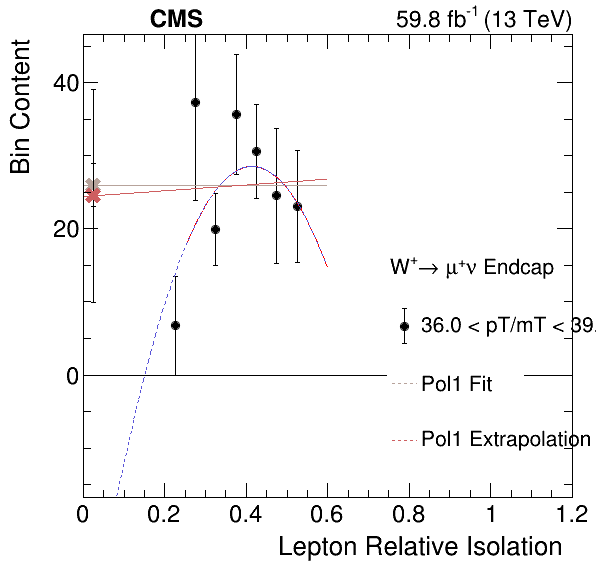 CMS
59.8 fb⁻¹ (13 TeV)
Bin Content
40
20
0
W⁺→ μ⁺ν Endcap
36.0 < pT/mT < 39.
Pol1 Fit
Pol1 Extrapolation
0 0.2 0.4 0.6 0.8 1 1.2
Lepton Relative Isolation